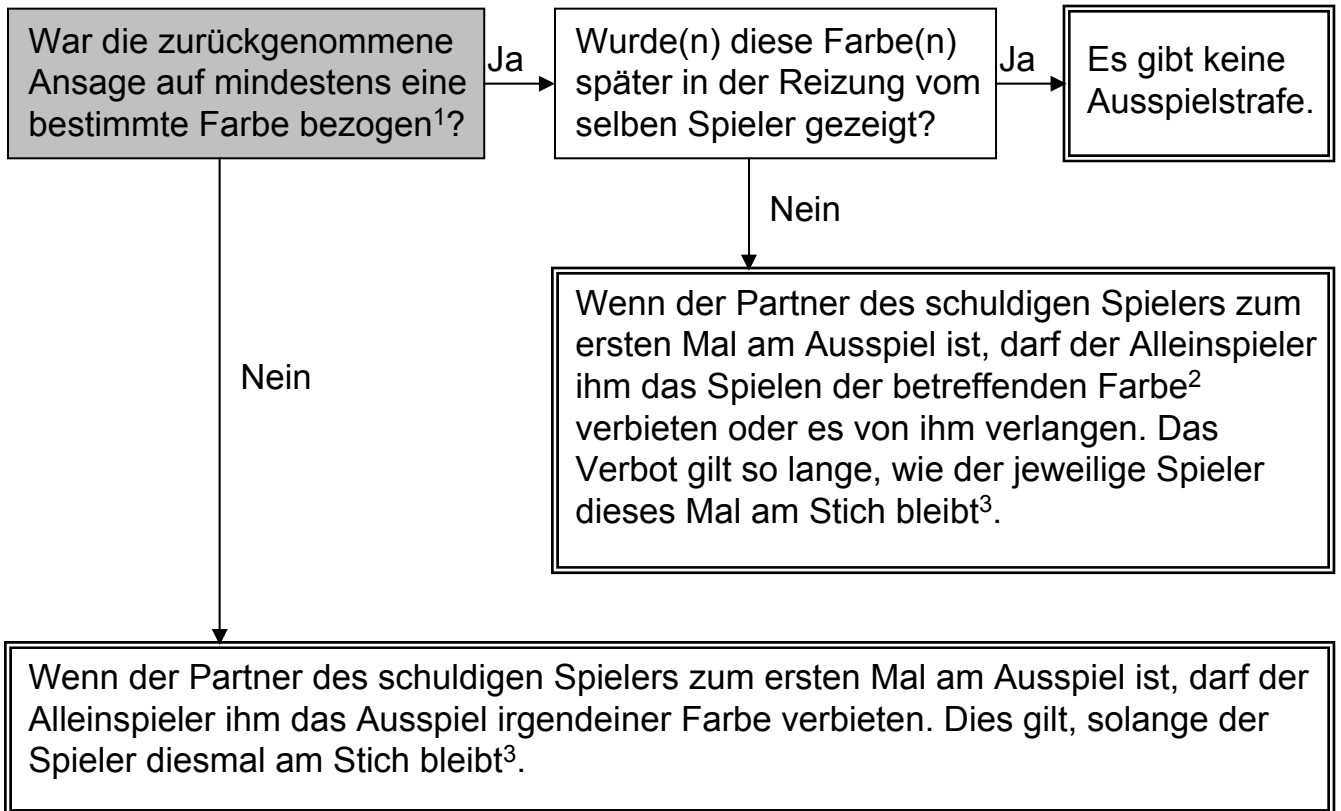 War die zurückgenommene
Ansage auf mindestens eine
bestimmte Farbe bezogen¹?
Ja
Wurde(n) diese Farbe(n)
später in der Reizung vom
selben Spieler gezeigt?
Ja
Es gibt keine
Ausspielstrafe.
Nein
Wenn der Partner des schuldigen Spielers zum
ersten Mal am Ausspiel ist, darf der Alleinspieler
ihm das Spielen der betreffenden Farbe²
verbieten oder es von ihm verlangen. Das
Verbot gilt so lange, wie der jeweilige Spieler
dieses Mal am Stich bleibt³.
Nein
Wenn der Partner des schuldigen Spielers zum ersten Mal am Ausspiel ist, darf der
Alleinspieler ihm das Ausspiel irgendeiner Farbe verbieten. Dies gilt, solange der
Spieler diesmal am Stich bleibt³.